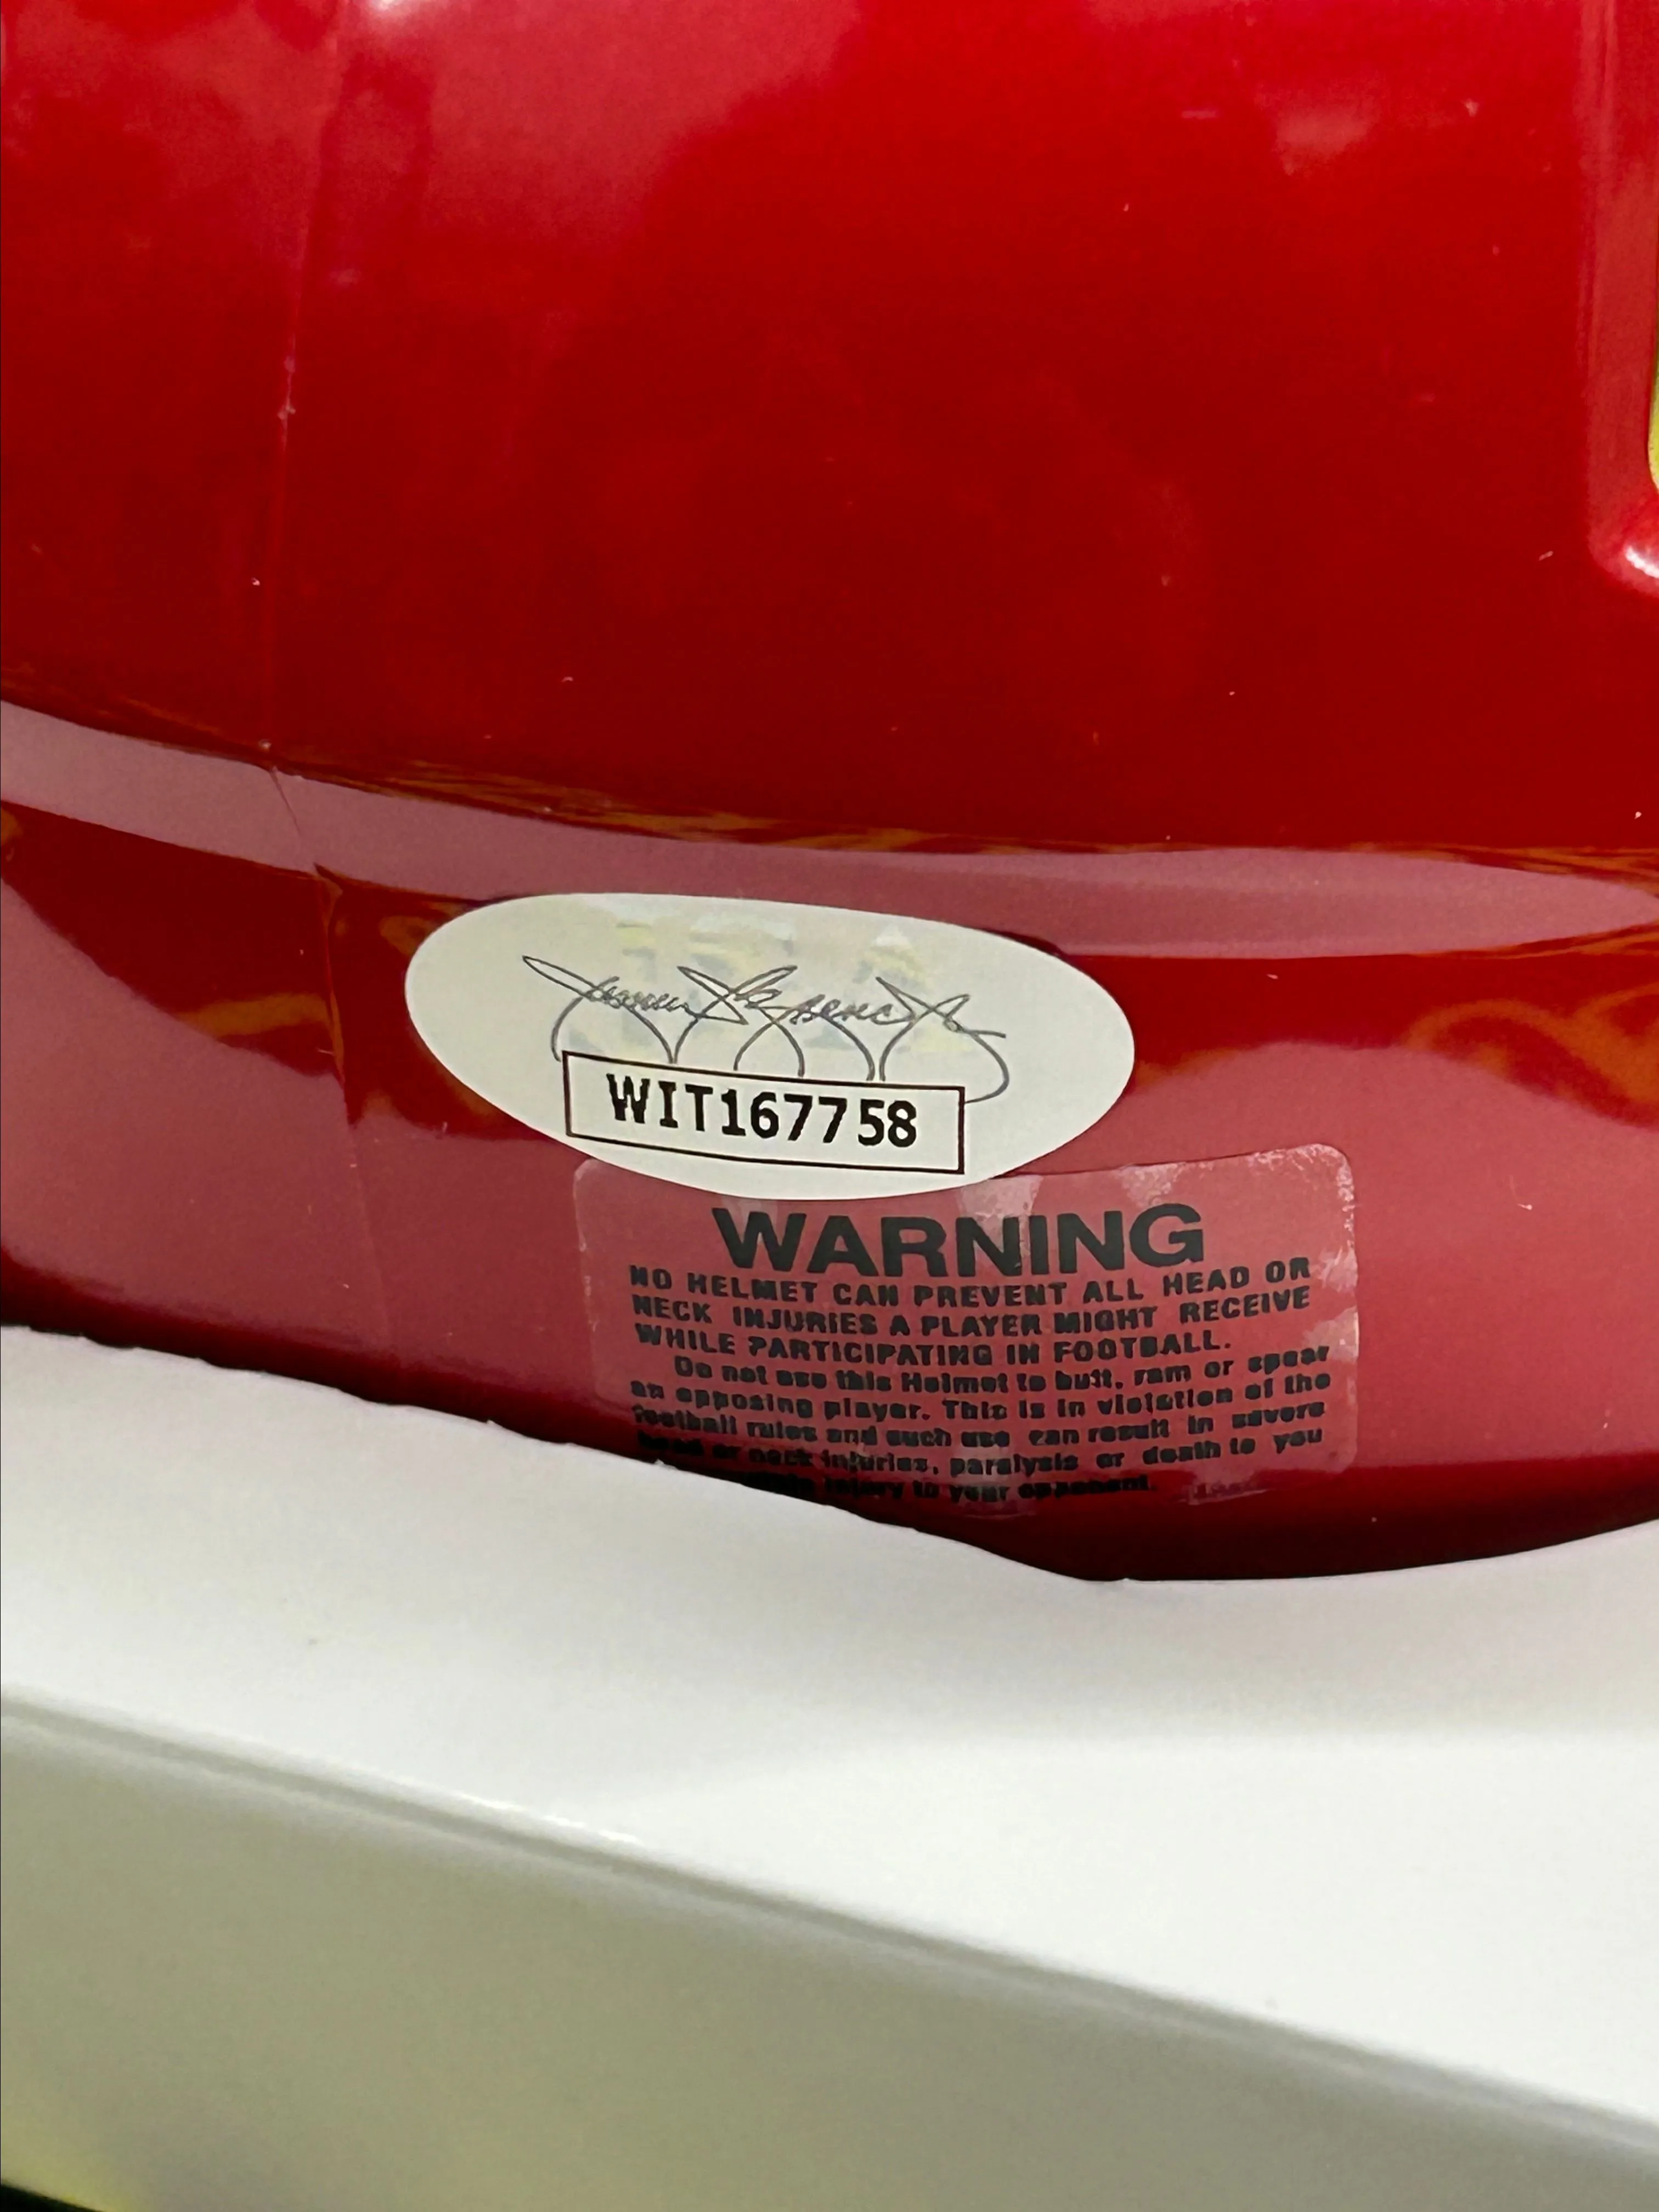 James Spence Jr
WIT167758
WARNING
NO HELMET CAN PREVENT ALL HEAD OR
NECK INJURIES A PLAYER MIGHT RECEIVE
WHILE PARTICIPATING IN FOOTBALL.
Do not use this Helmet to butt, ram or spear
an opposing player. This is in violation of the
football rules and such use can result in severe
head or neck injuries, paralysis or death to you
injury to your opponent.